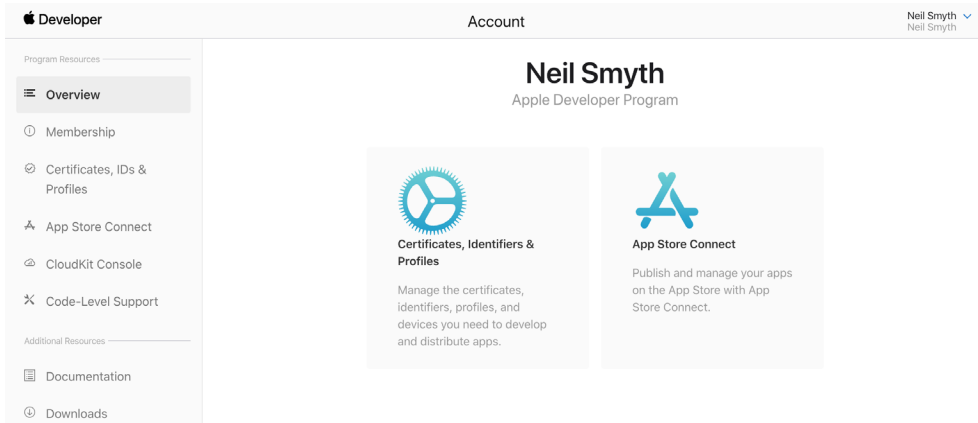 Developer
Account
Neil Smyth
Neil Smyth
Program Resources
Overview
Membership
Certificates, IDs &
Profiles
App Store Connect
CloudKit Console
Code-Level Support
Additional Resources
Documentation
Downloads
Neil Smyth
Apple Developer Program
Certificates, Identifiers &
Profiles
Manage the certificates,
identifiers, profiles, and
devices you need to develop
and distribute apps.
App Store Connect
Publish and manage your apps
on the App Store with App
Store Connect.